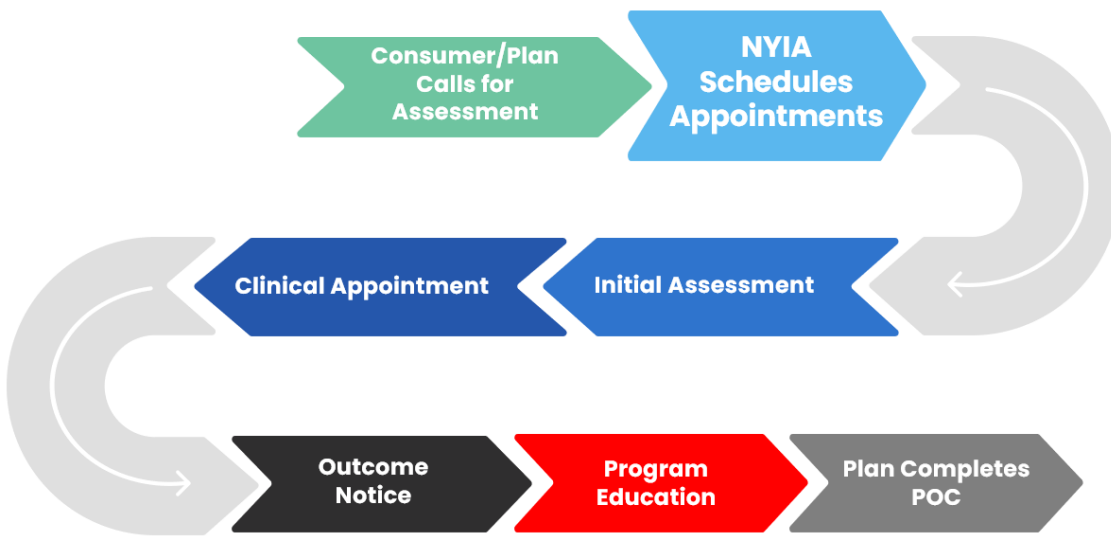 Consumer/Plan
Calls for
Assessment
NYIA
Schedules
Appointments
Initial Assessment
Clinical Appointment
Outcome
Notice
Program
Education
Plan Completes
POC